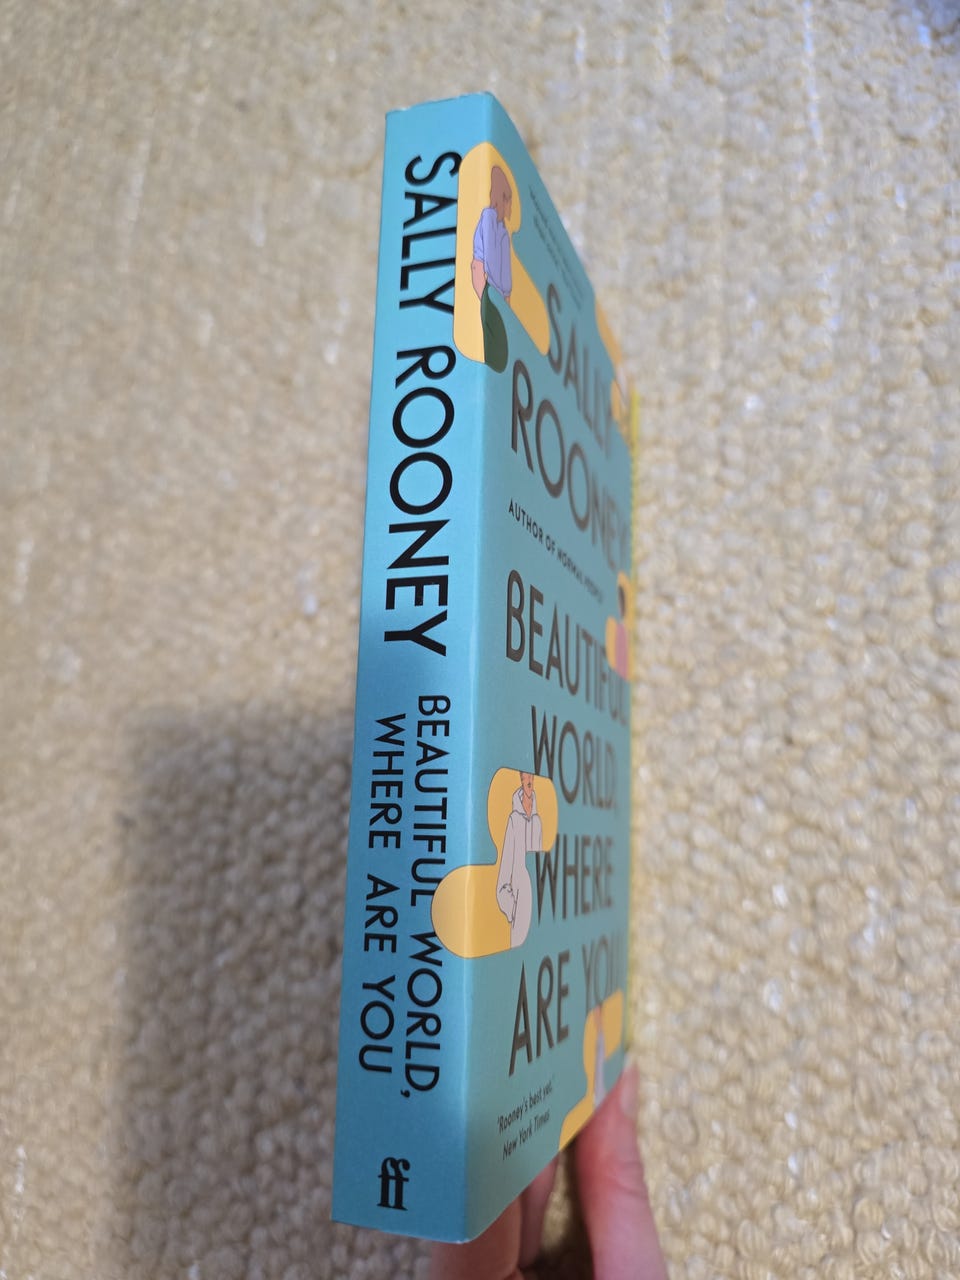 SALLY ROONEY
BEAUTIFUL WORLD,
WHERE ARE YOU
ff
SALLY
ROONEY
AUTHOR OF NORMAL PEOPLE
BEAUTIFUL
WORLD,
WHERE
ARE YOU
'Rooney's best yet.'
New York Times